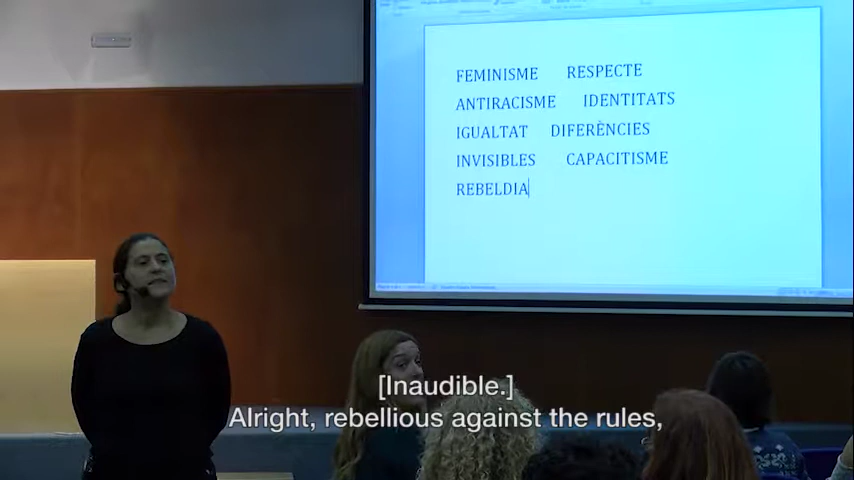 FEMINISME RESPECTE
ANTIRACISME IDENTITATS
IGUALTAT DIFERÈNCIES
INVISIBLES CAPACITISME
REBELDIA
[Inaudible.]
Alright, rebellious against the rules,